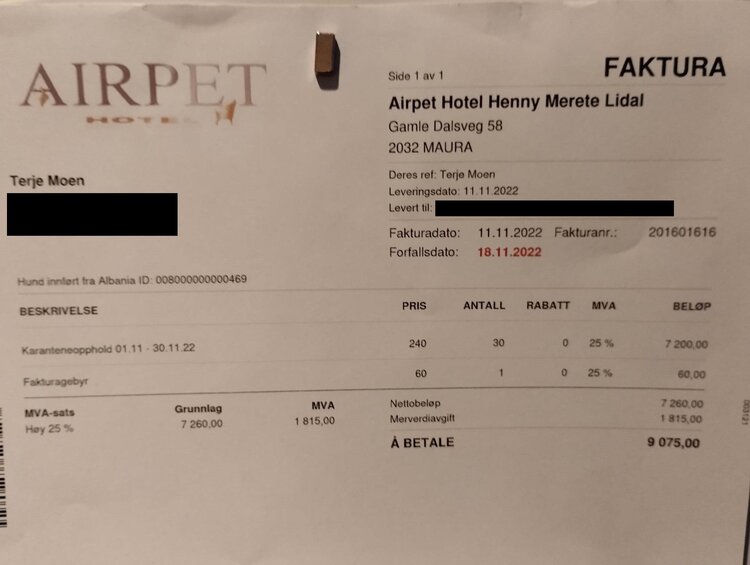 AIRPET
HOTEL
Side 1 av 1
FAKTURA
Airpet Hotel Henny Merete Lidal
Gamle Dalsveg 58
2032 MAURA
Terje Moen
Deres ref: Terje Moen
Leveringsdato: 11.11.2022
Levert til:
Fakturadato: 11.11.2022 Fakturanr.: 201601616
Forfallsdato: 18.11.2022
Hund innført fra Albania ID: 008000000000469
BESKRIVELSE PRIS ANTALL RABATT MVA BELØP
Karanteneopphold 01.11 - 30.11.22 240 30 0 25 % 7 200,00
Fakturagebyr 60 1 0 25 % 60,00
MVA-sats Grunnlag MVA
Høy 25 % 7 260,00 1 815,00
Nettobeløp 7 260,00
Merverdiavgift 1 815,00
Å BETALE 9 075,00